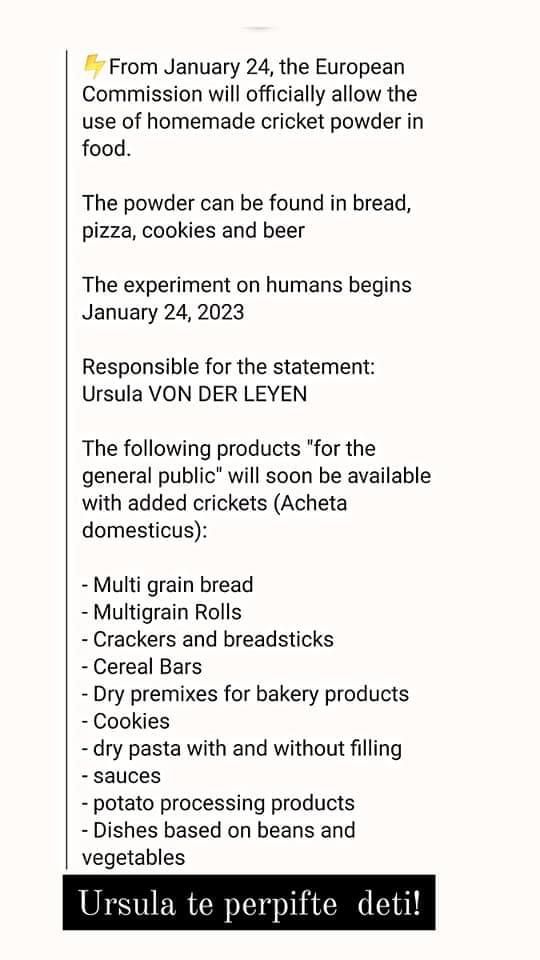 ⚡From January 24, the European
Commission will officially allow the
use of homemade cricket powder in
food.
The powder can be found in bread,
pizza, cookies and beer
The experiment on humans begins
January 24, 2023
Responsible for the statement:
Ursula VON DER LEYEN
The following products "for the
general public" will soon be available
with added crickets (Acheta
domesticus):
- Multi grain bread
- Multigrain Rolls
- Crackers and breadsticks
- Cereal Bars
- Dry premixes for bakery products
- Cookies
- dry pasta with and without filling
- sauces
- potato processing products
- Dishes based on beans and
vegetables
Ursula te perpifte deti!